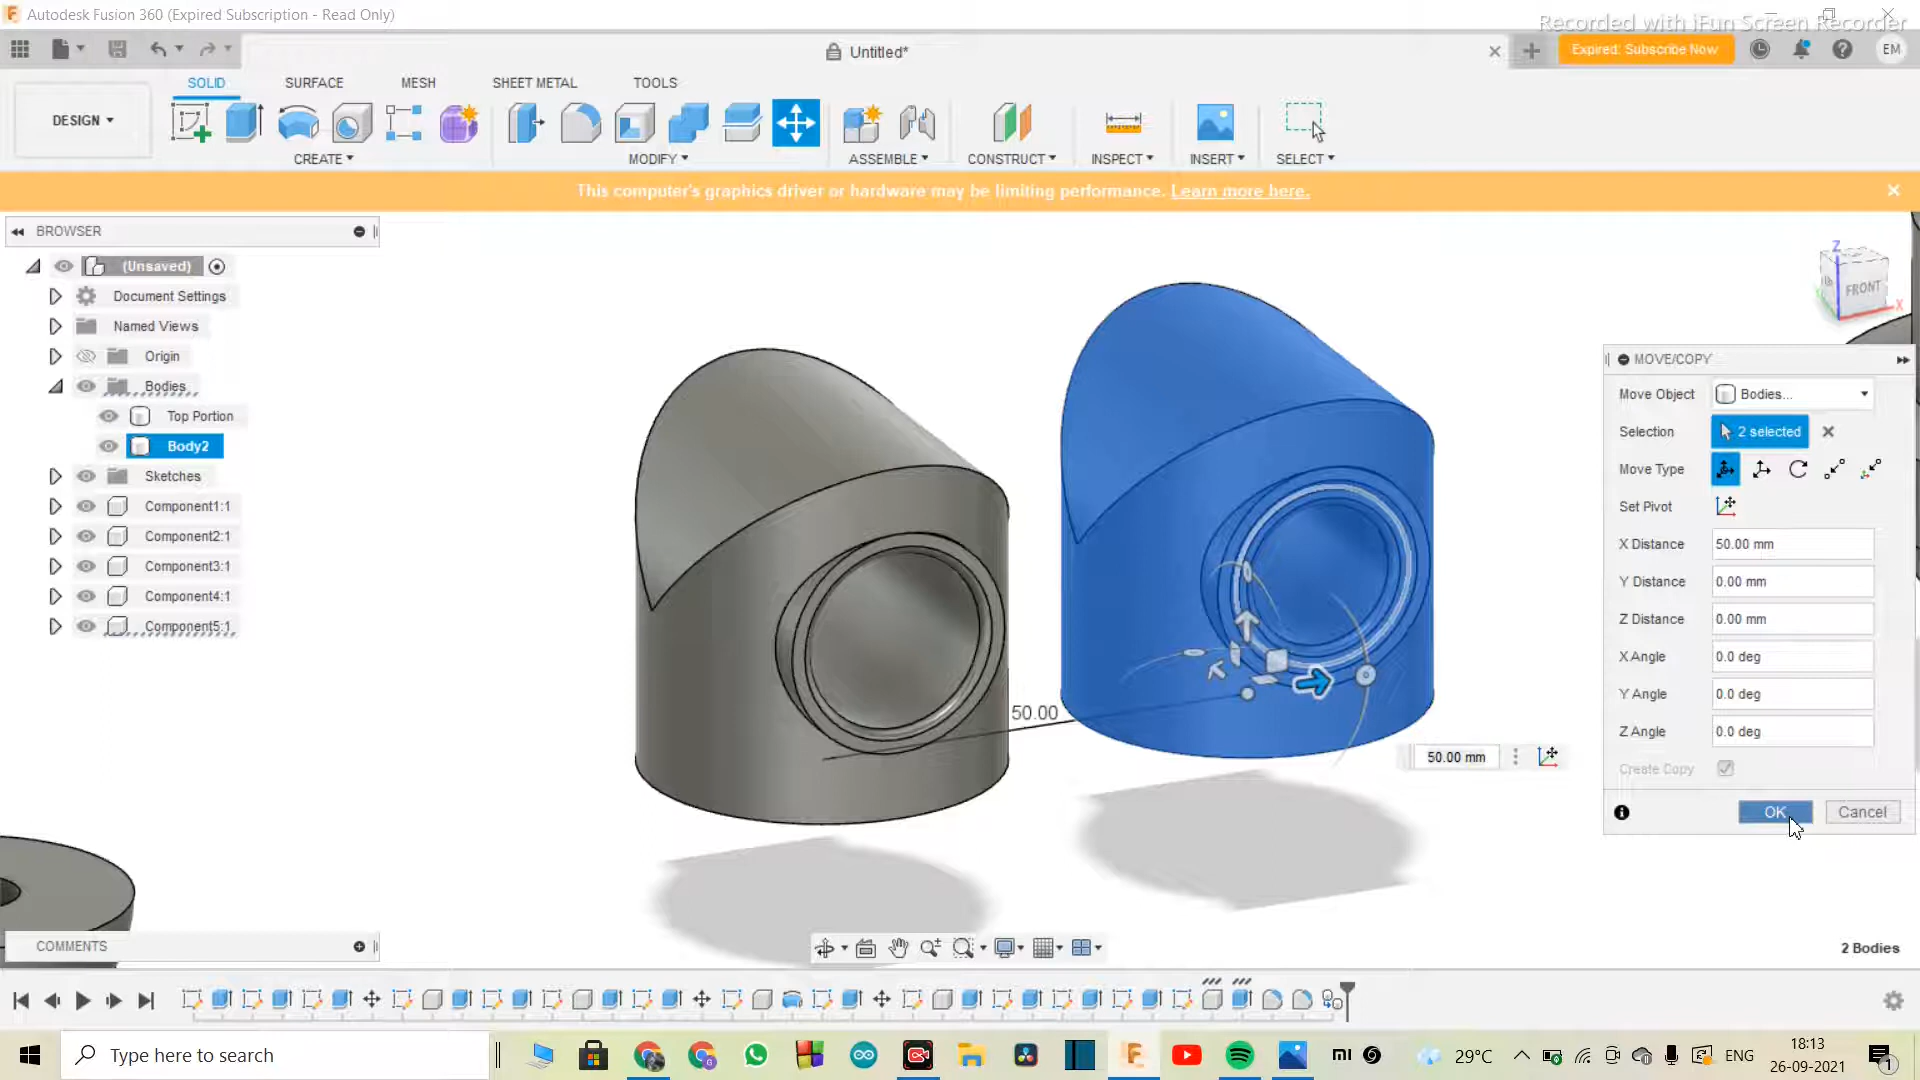 Autodesk Fusion 360 (Expired Subscription - Read Only)
Recorded with iFun Screen Recorder
Untitled*
Expired: Subscribe Now
EM
DESIGN
SOLID
SURFACE
MESH
SHEET METAL
TOOLS
CREATE
MODIFY
ASSEMBLE
CONSTRUCT
INSPECT
INSERT
SELECT
This computer's graphics driver or hardware may be limiting performance. Learn more here.
BROWSER
(Unsaved)
Document Settings
Named Views
Origin
Bodies
Top Portion
Body2
Sketches
Component1:1
Component2:1
Component3:1
Component4:1
Component5:1
Z
FRONT
X
50.00
50.00 mm
MOVE/COPY
Move Object
Bodies...
Selection
2 selected
Move Type
Set Pivot
X Distance
50.00 mm
Y Distance
0.00 mm
Z Distance
0.00 mm
X Angle
0.0 deg
Y Angle
0.0 deg
Z Angle
0.0 deg
Create Copy
OK
Cancel
COMMENTS
2 Bodies
Type here to search
29°C
ENG
18:13
26-09-2021
1